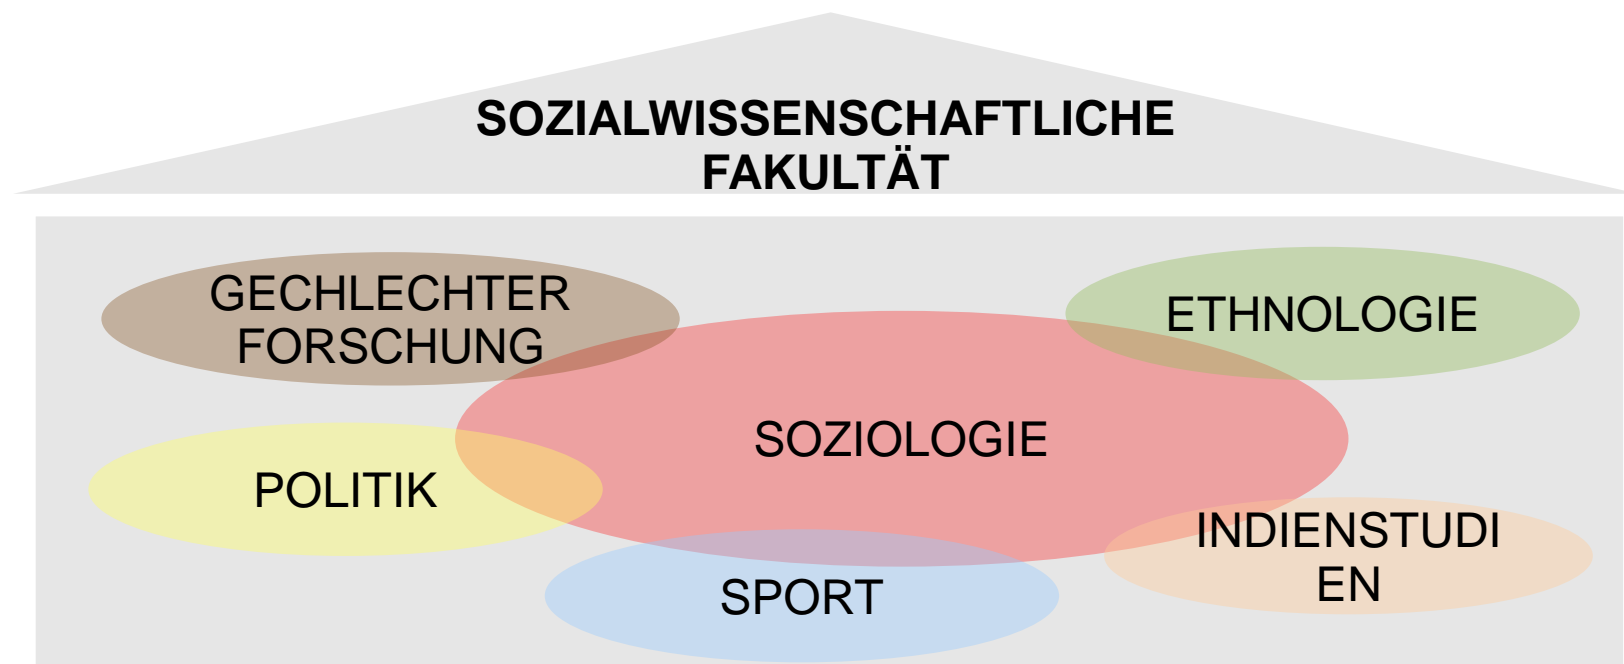 SOZIALWISSENSCHAFTLICHE
FAKULTÄT
GECHLECHTER
FORSCHUNG
ETHNOLOGIE
SOZIOLOGIE
POLITIK
INDIENSTUDI
EN
SPORT